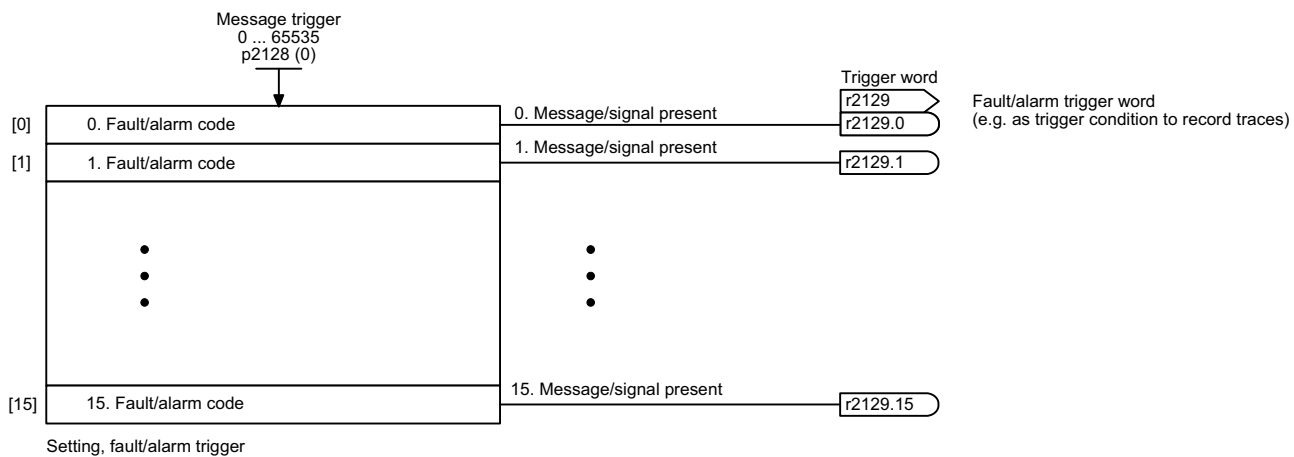 Message trigger
0 ... 65535
p2128 (0)
Trigger word
r2129
Fault/alarm trigger word
(e.g. as trigger condition to record traces)
[0]
0. Fault/alarm code
0. Message/signal present
r2129.0
[1]
1. Fault/alarm code
1. Message/signal present
r2129.1
[15]
15. Fault/alarm code
15. Message/signal present
r2129.15
Setting, fault/alarm trigger